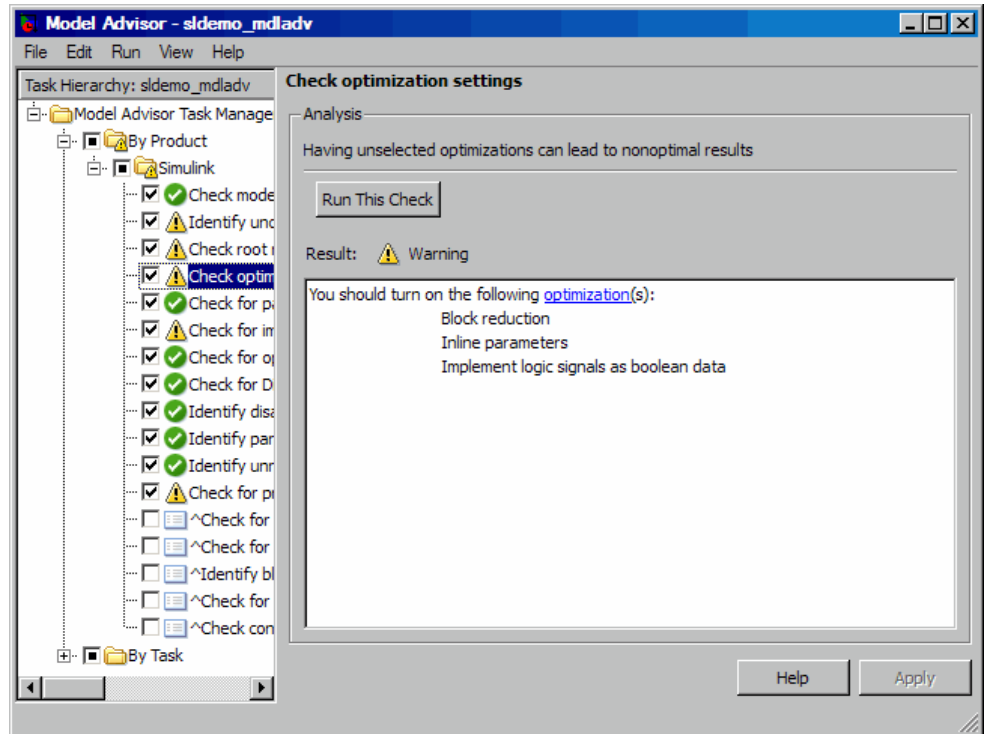 Model Advisor - sldemo_mdladv
File Edit Run View Help
Task Hierarchy: sldemo_mdladv
Model Advisor Task Manage
By Product
Simulink
Check mode
Identify unc
Check root
Check optim
Check for pa
Check for im
Check for op
Check for D
Identify disa
Identify par
Identify unr
Check for pr
^Check for
^Check for
^Identify bl
^Check for
^Check con
By Task
Check optimization settings
Analysis
Having unselected optimizations can lead to nonoptimal results
Run This Check
Result: Warning
You should turn on the following optimization(s):
Block reduction
Inline parameters
Implement logic signals as boolean data
Help Apply